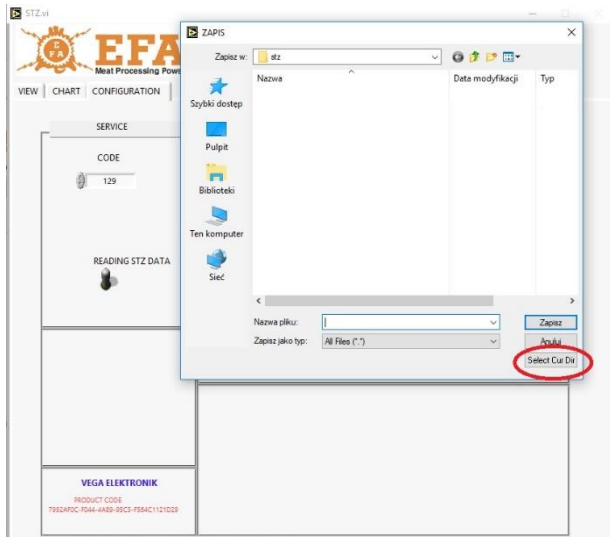 STZ.vi
EFA
EFA
Meat Processing Powe
VIEW
CHART
CONFIGURATION
SERVICE
CODE
129
READING STZ DATA
VEGA ELEKTRONIK
PRODUCT CODE
ZAPIS
Zapisz w:
stz
Nazwa
Data modyfikacji
Typ
Szybki dostęp
Pulpit
Biblioteki
Ten komputer
Sieć
Nazwa pliku:
Zapisz
Zapisz jako typ:
All Files (*.*)
Anuluj
Select Cur Dir